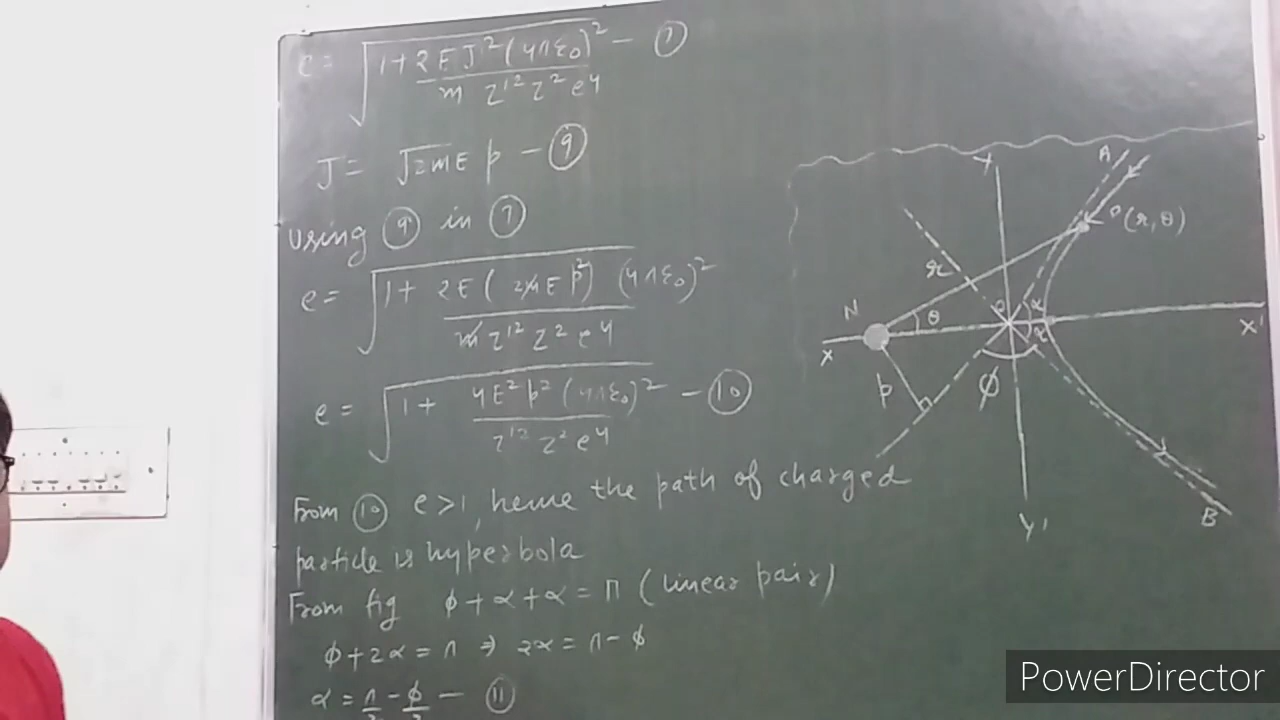 e = √(1 + 2EJ²(4πε₀)² / m Z'² Z² e⁴) — ⑦
J = √2mE p — ⑨
using ⑨ in ⑦
e = √(1 + 2E(2mEp²)(4πε₀)² / m Z'² Z² e⁴)
e = √(1 + 4E²p²(4πε₀)² / Z'² Z² e⁴) — ⑩
From ⑩ e>1, hence the path of charged
particle is hyperbola
From fig ϕ + α + α = π (linear pair)
ϕ + 2α = π ⇒ 2α = π - ϕ
α = π/2 - ϕ/2 — ⑪
Y
A
P(r, θ)
r
N
θ
α
α
X
X'
p
ϕ
Y'
B
PowerDirector